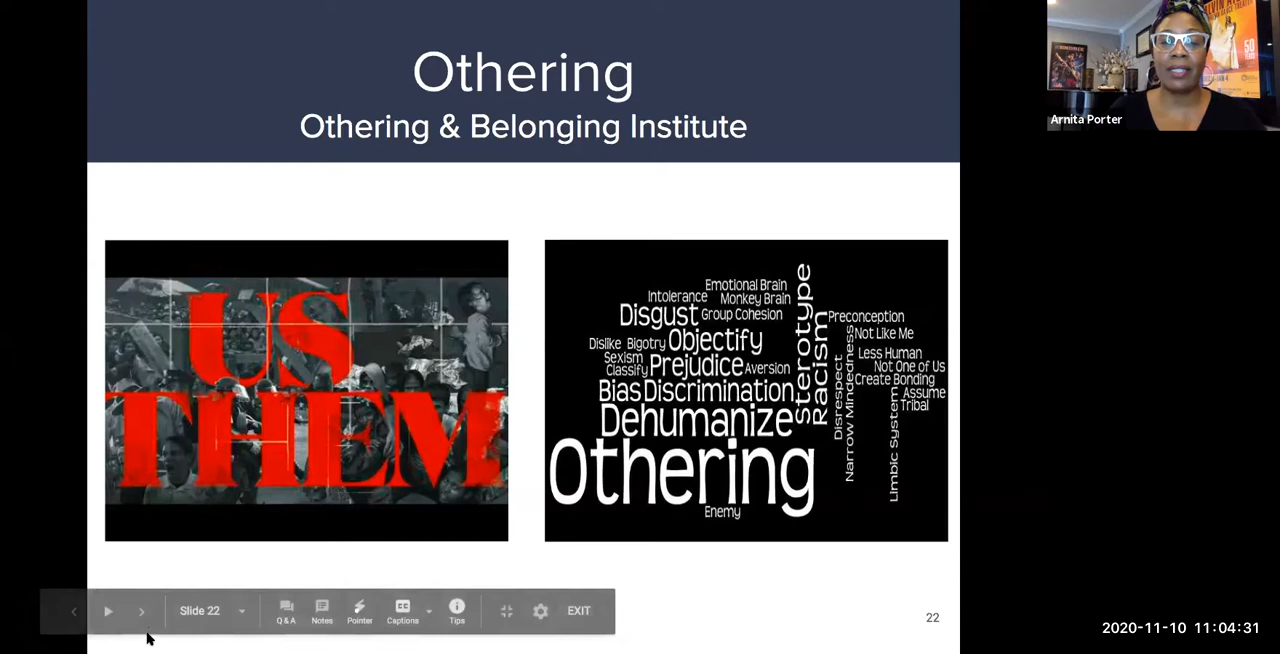 Othering
Othering & Belonging Institute
US
THEM
Emotional Brain
Intolerance Monkey Brain
Disgust Group Cohesion
Dislike Bigotry Objectify
Sexism
Classify Prejudice Aversion
Bias Discrimination
Dehumanize
Othering
Enemy
Sterotype
Racism
Preconception
Not Like Me
Less Human
Not One of Us
Create Bonding
Assume
Tribal
Disrespect
Narrow Mindedness
Limbic System
Slide 22
Q & A
Notes
Pointer
Captions
Tips
EXIT
22
Arnita Porter
50
2020-11-10 11:04:31